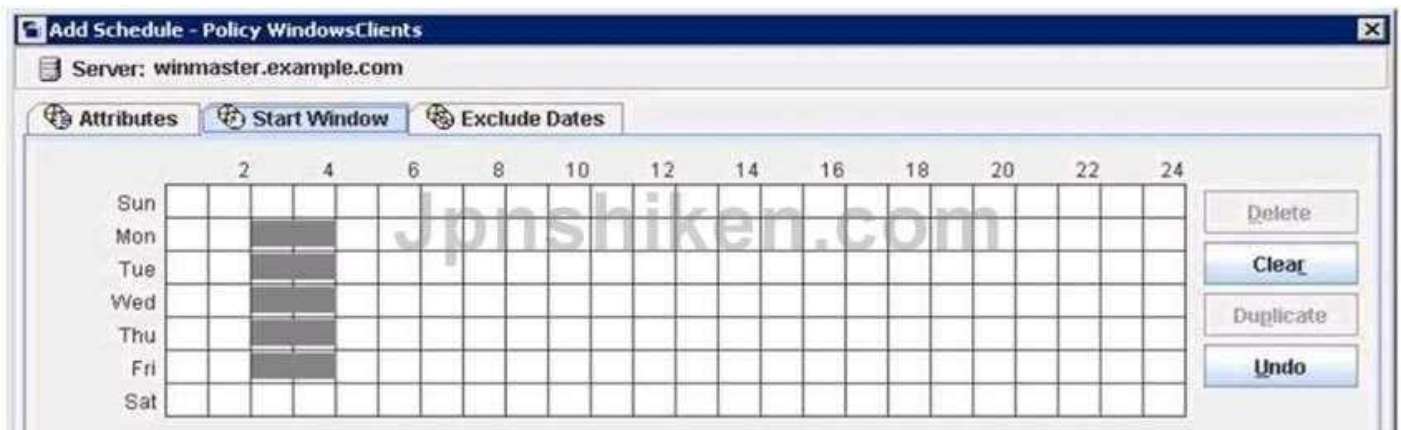 Add Schedule - Policy WindowsClients
Server: winmaster.example.com
Attributes Start Window Exclude Dates
2 4 6 8 10 12 14 16 18 20 22 24
Sun
Mon
Tue
Wed
Thu
Fri
Sat
Jpnshiken.com
Delete
Clear
Duplicate
Undo